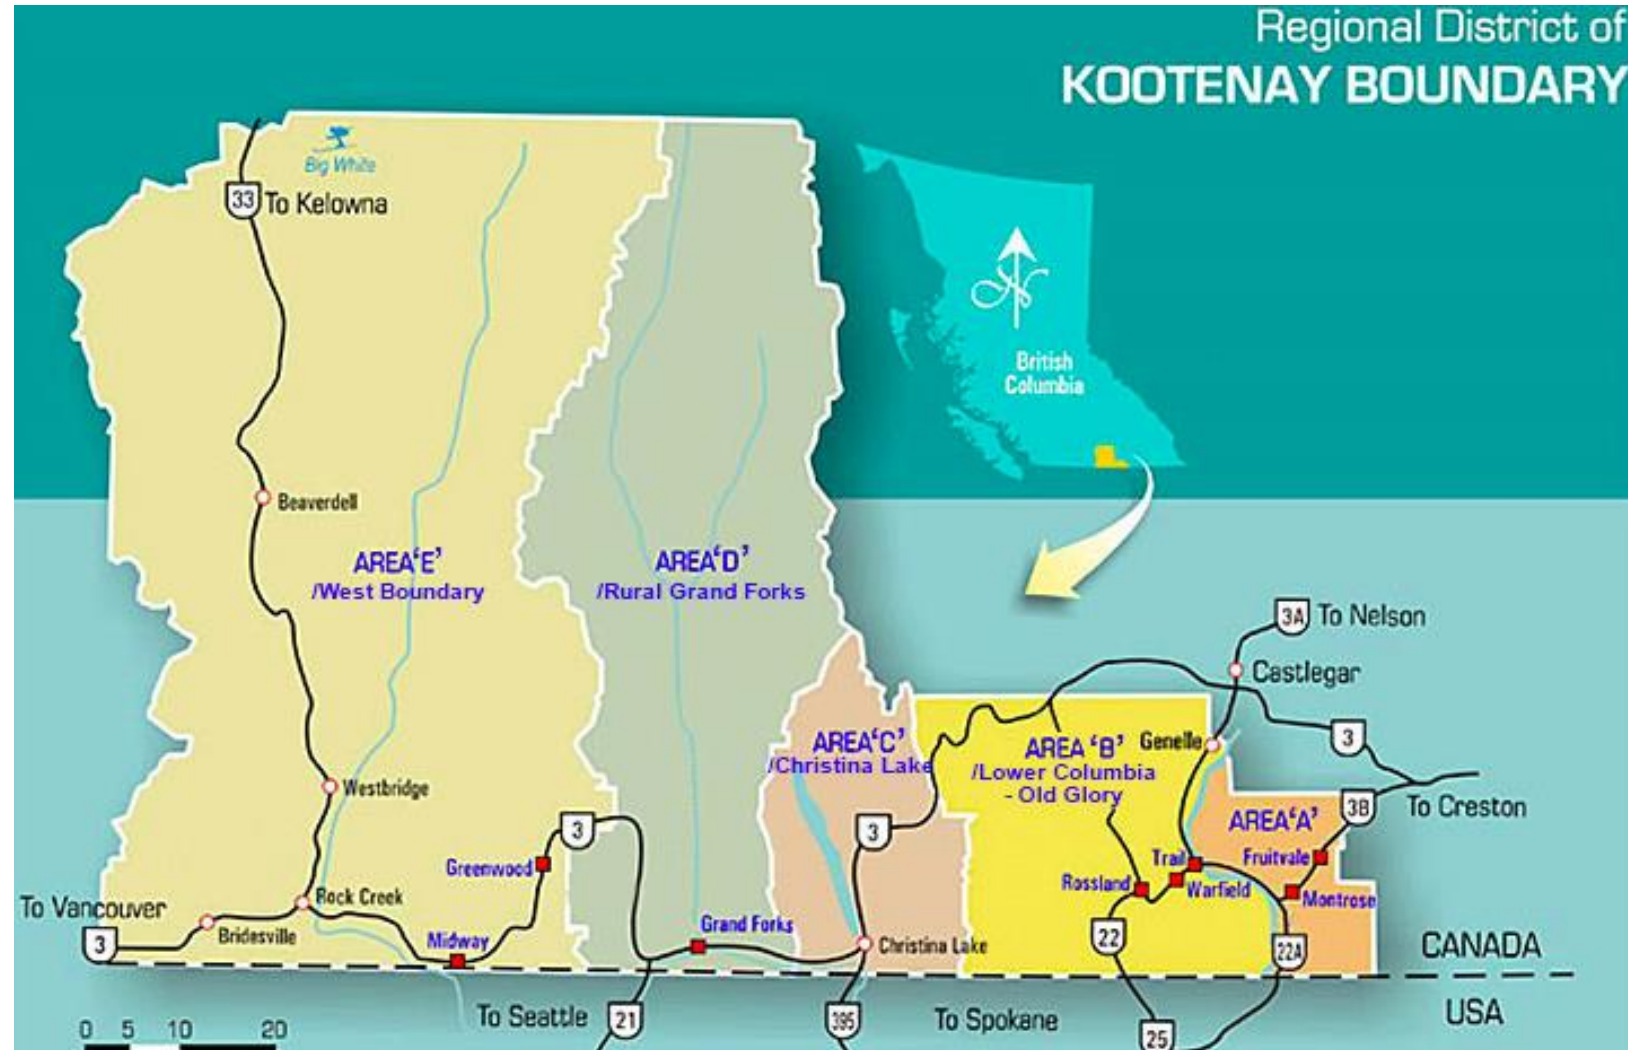 Regional District of
KOOTENAY BOUNDARY
Big White
33 To Kelowna
British
Columbia
Beaverdell
AREA‘E’
/West Boundary
AREA‘D’
/Rural Grand Forks
3A To Nelson
Castlegar
3
AREA‘C’
/Christina Lake
AREA ‘B’
/Lower Columbia
- Old Glory
Genelle
Westbridge
3B
To Creston
AREA‘A’
3
3
Greenwood
Trail
Fruitvale
Rossland
Warfield
Montrose
Rock Creek
To Vancouver
3
Bridesville
Midway
Grand Forks
Christina Lake
22
22A
CANADA
USA
To Seattle
21
395
To Spokane
25
0 5 10 20